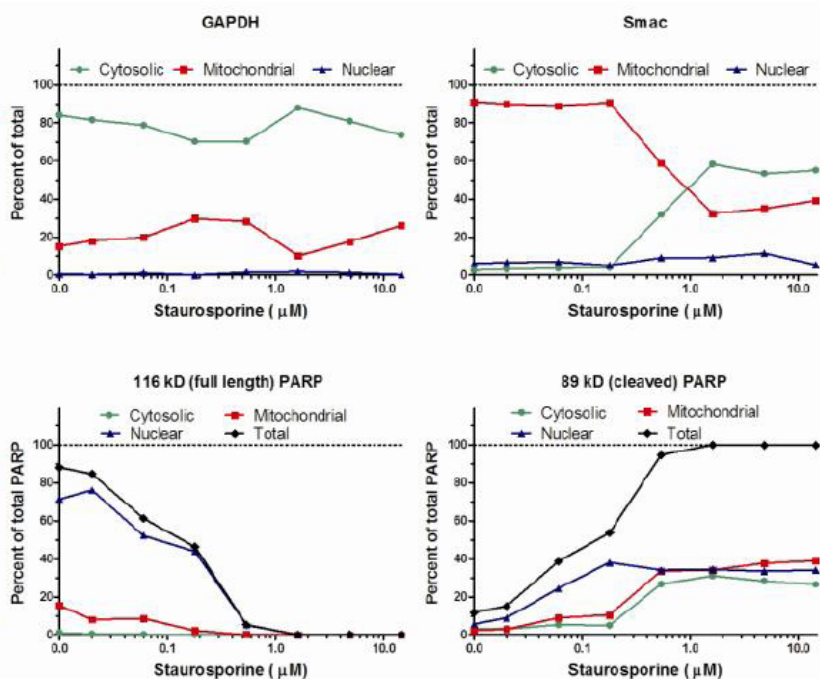 GAPDH
Cytosolic Mitochondrial Nuclear
Percent of total
100
80
60
40
20
0
0.0 0.1 1.0 10.0
Staurosporine ( μM)
Smac
Cytosolic Mitochondrial Nuclear
Percent of total
100
80
60
40
20
0
0.0 0.1 1.0 10.0
Staurosporine ( μM)
116 kD (full length) PARP
Cytosolic Mitochondrial
Nuclear Total
Percent of total PARP
100
80
60
40
20
0
0.0 0.1 1.0 10.0
Staurosporine ( μM)
89 kD (cleaved) PARP
Cytosolic Mitochondrial
Nuclear Total
Percent of total PARP
100
80
60
40
20
0
0.0 0.1 1.0 10.0
Staurosporine ( μM)